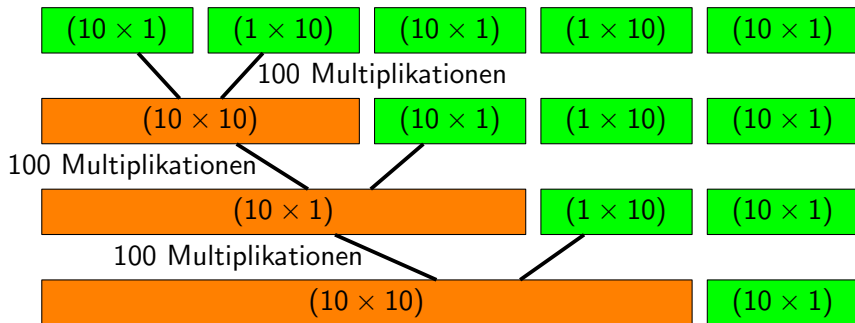 (10 × 1) (1 × 10) (10 × 1) (1 × 10) (10 × 1)
100 Multiplikationen
(10 × 10) (10 × 1) (1 × 10) (10 × 1)
100 Multiplikationen
(10 × 1) (1 × 10) (10 × 1)
100 Multiplikationen
(10 × 10) (10 × 1)